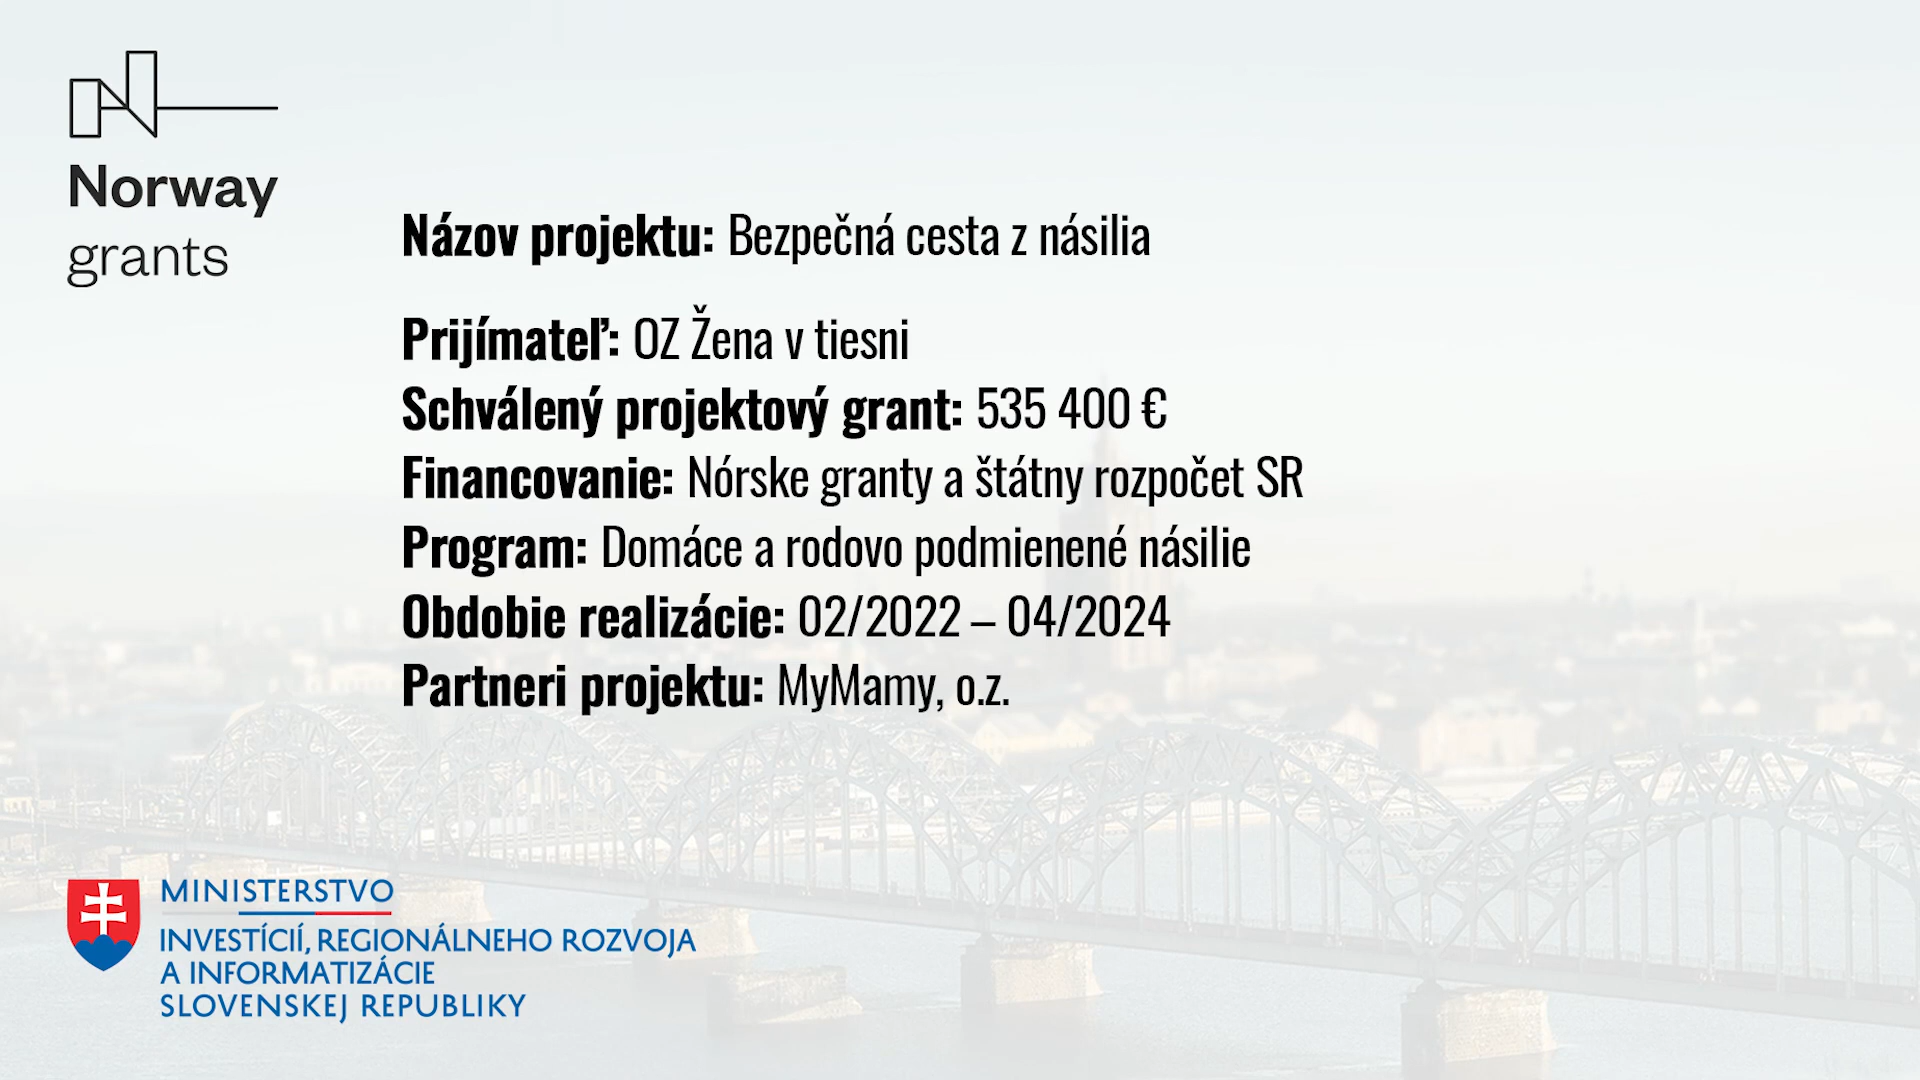 Norway
grants
Názov projektu: Bezpečná cesta z násilia
Prijímateľ: OZ Žena v tiesni
Schválený projektový grant: 535 400 €
Financovanie: Nórske granty a štátny rozpočet SR
Program: Domáce a rodovo podmienené násilie
Obdobie realizácie: 02/2022 – 04/2024
Partneri projektu: MyMamy, o.z.
MINISTERSTVO
INVESTÍCIÍ, REGIONÁLNEHO ROZVOJA
A INFORMATIZÁCIE
SLOVENSKEJ REPUBLIKY